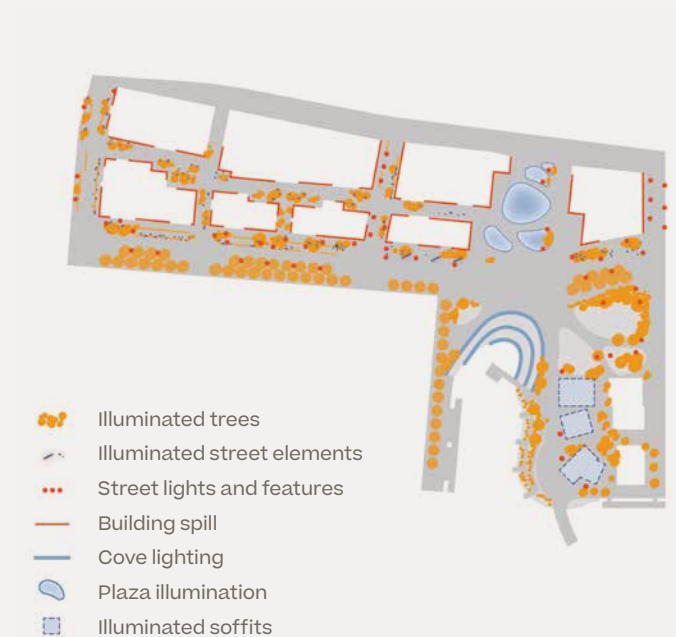 Illuminated trees
Illuminated street elements
Street lights and features
Building spill
Cove lighting
Plaza illumination
Illuminated soffits